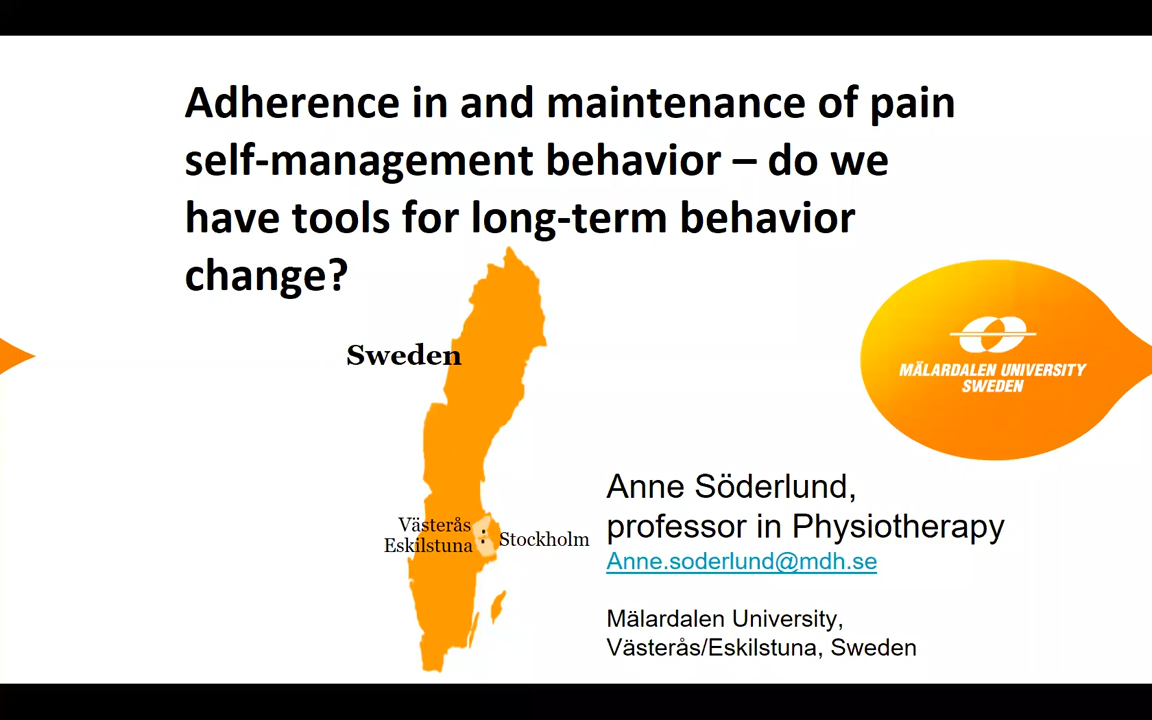 Adherence in and maintenance of pain
self-management behavior – do we
have tools for long-term behavior
change?
Sweden
MÄLARDALEN UNIVERSITY
SWEDEN
Västerås
Eskilstuna
Stockholm
Anne Söderlund,
professor in Physiotherapy
Anne.soderlund@mdh.se
Mälardalen University,
Västerås/Eskilstuna, Sweden